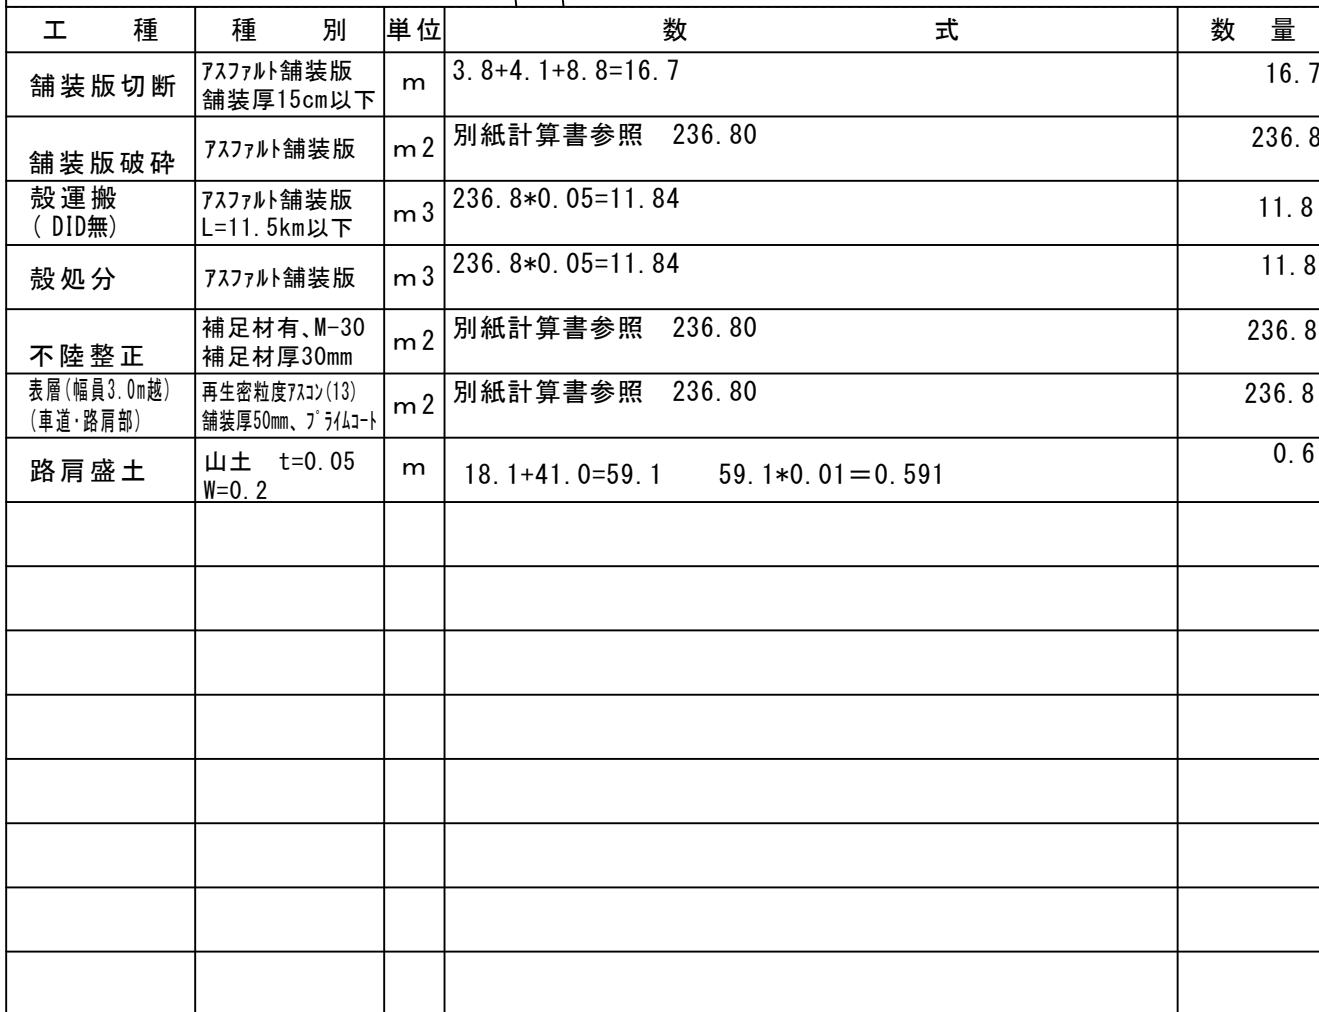 工　種 種　別 単位 数　式 数　量
舗装版切断 ｱｽﾌｧﾙﾄ舗装版 m 3.8+4.1+8.8=16.7 16.7
舗装厚15cm以下
舗装版破砕 ｱｽﾌｧﾙﾄ舗装版 m2 別紙計算書参照　236.80 236.8
殻運搬 ｱｽﾌｧﾙﾄ舗装版 m3 236.8*0.05=11.84 11.8
( DID無) L=11.5km以下
殻処分 ｱｽﾌｧﾙﾄ舗装版 m3 236.8*0.05=11.84 11.8
不陸整正 補足材有､M-30 m2 別紙計算書参照　236.80 236.8
補足材厚30mm
表層(幅員3.0m越) 再生密粒度ｱｽｺﾝ(13) m2 別紙計算書参照　236.80 236.8
(車道･路肩部) 舗装厚50mm、ﾌﾟﾗｲﾑｺｰﾄ
路肩盛土 山土　t=0.05 m 18.1+41.0=59.1　59.1*0.01＝0.591 0.6
W=0.2